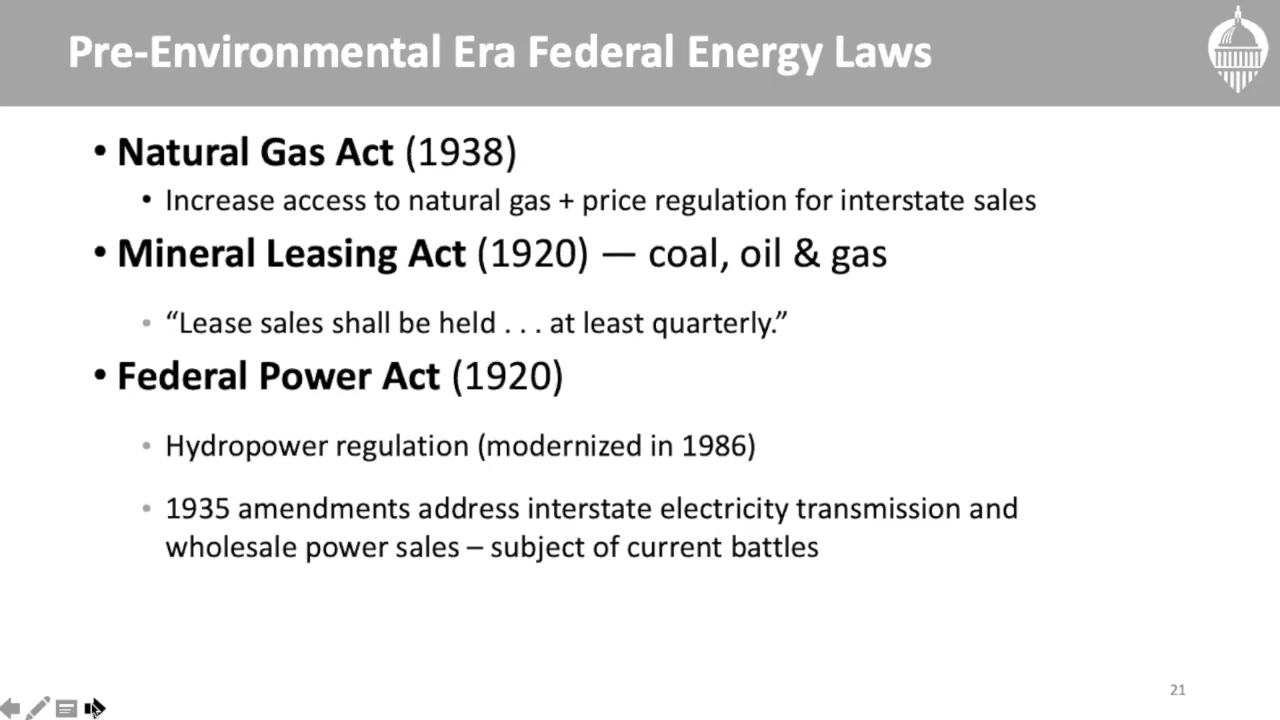 Pre-Environmental Era Federal Energy Laws
• Natural Gas Act (1938)
• Increase access to natural gas + price regulation for interstate sales
• Mineral Leasing Act (1920) — coal, oil & gas
• “Lease sales shall be held . . . at least quarterly.”
• Federal Power Act (1920)
• Hydropower regulation (modernized in 1986)
• 1935 amendments address interstate electricity transmission and
wholesale power sales – subject of current battles
21